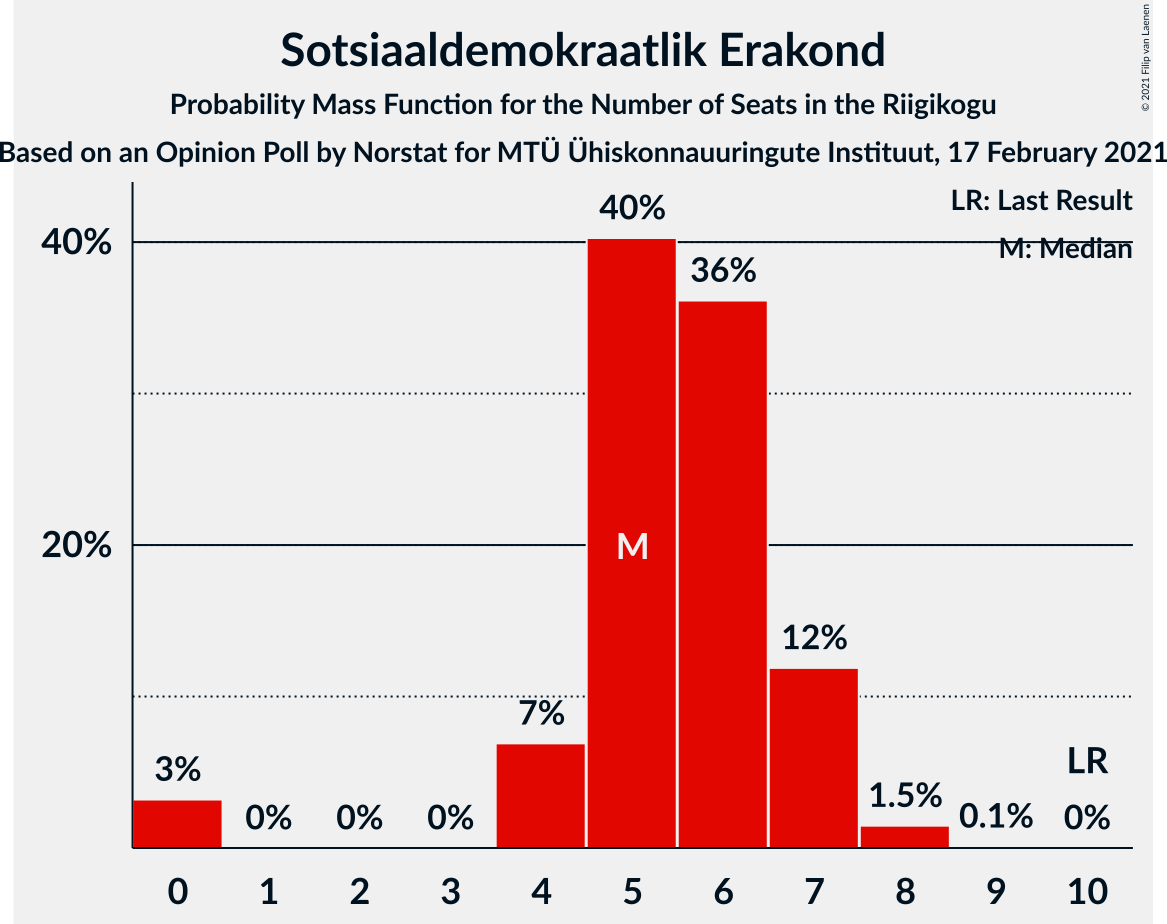 Sotsiaaldemokraatlik Erakond
Probability Mass Function for the Number of Seats in the Riigikogu
Based on an Opinion Poll by Norstat for MTÜ Ühiskonnauuringute Instituut, 17 February 2021
© 2021 Filip van Laenen
LR: Last Result
M: Median
40%
20%
3%
0%
0%
0%
7%
40%
M
36%
12%
1.5%
0.1%
LR
0%
0 1 2 3 4 5 6 7 8 9 10